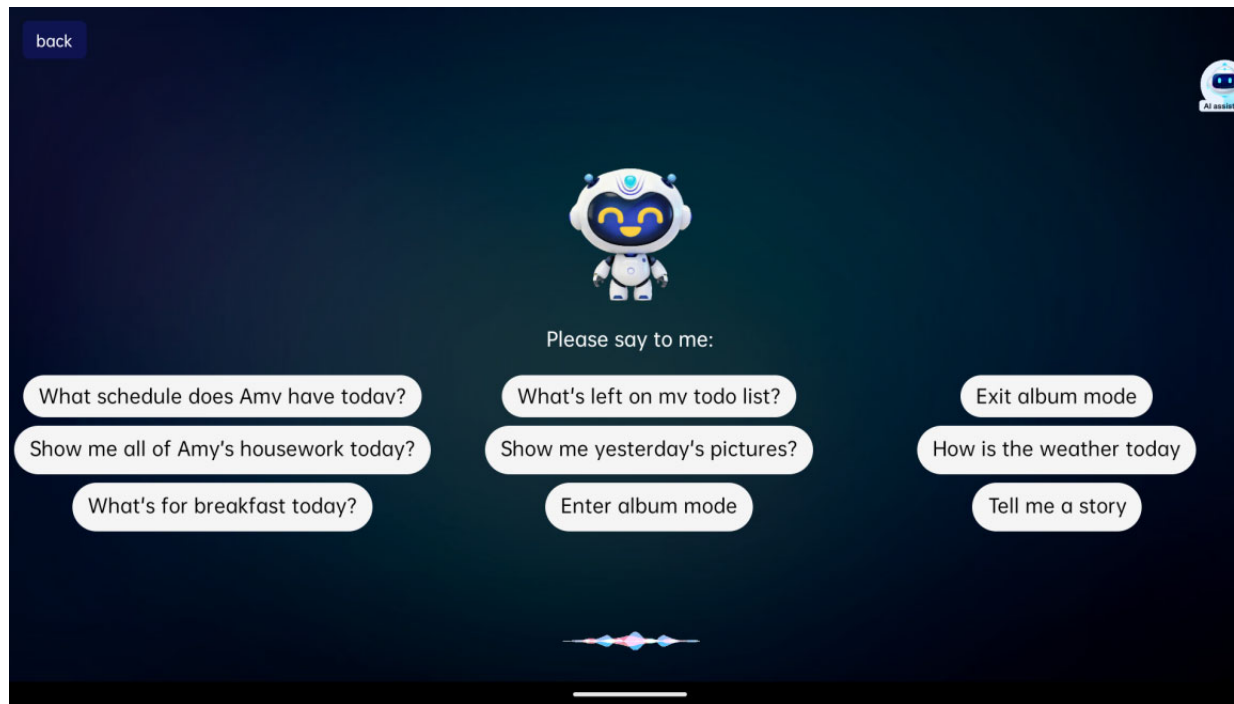 back
AI assist
Please say to me:
What schedule does Amy have today?
What's left on my todo list?
Exit album mode
Show me all of Amy's housework today?
Show me yesterday's pictures?
How is the weather today
What's for breakfast today?
Enter album mode
Tell me a story